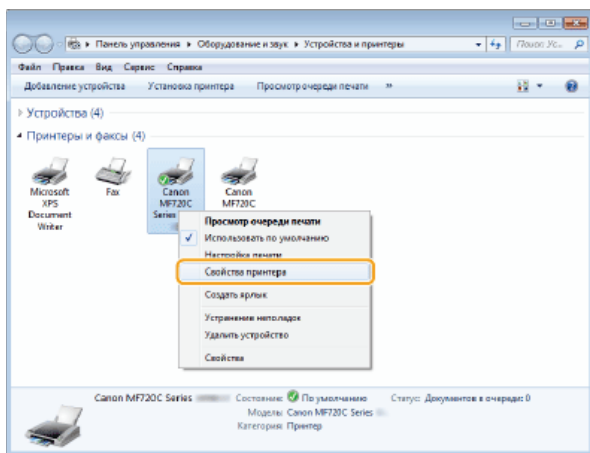 Панель управления ▸ Оборудование и звук ▸ Устройства и принтеры
Поиск: Ус...
Файл Правка Вид Сервис Справка
Добавление устройства Установка принтера Просмотр очереди печати »
Устройства (4)
Принтеры и факсы (4)
Microsoft XPS Document Writer
Fax
Canon MF720C Series
Canon MF720C
Просмотр очереди печати
Использовать по умолчанию
Настройка печати
Свойства принтера
Создать ярлык
Устранение неполадок
Удалить устройство
Свойства
Canon MF720C Series Состояние: По умолчанию Статус: Документов в очереди: 0
Модель: Canon MF720C Series
Категория: Принтер